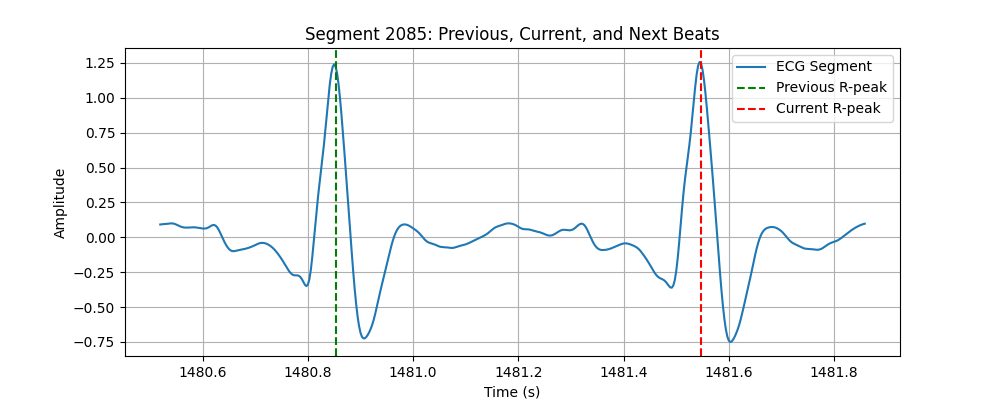 Segment 2085: Previous, Current, and Next Beats
ECG Segment
Previous R-peak
Current R-peak
1.25
1.00
0.75
0.50
0.25
0.00
−0.25
−0.50
−0.75
Amplitude
1480.6
1480.8
1481.0
1481.2
1481.4
1481.6
1481.8
Time (s)